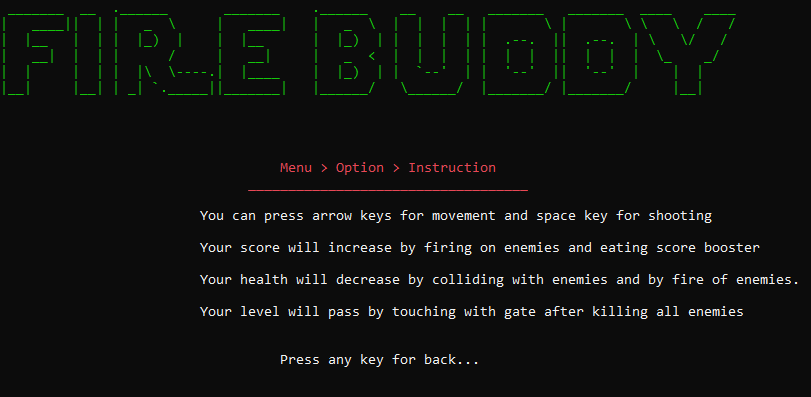 FIRE BUDDY
Menu > Option > Instruction
You can press arrow keys for movement and space key for shooting
Your score will increase by firing on enemies and eating score booster
Your health will decrease by colliding with enemies and by fire of enemies.
Your level will pass by touching with gate after killing all enemies
Press any key for back...